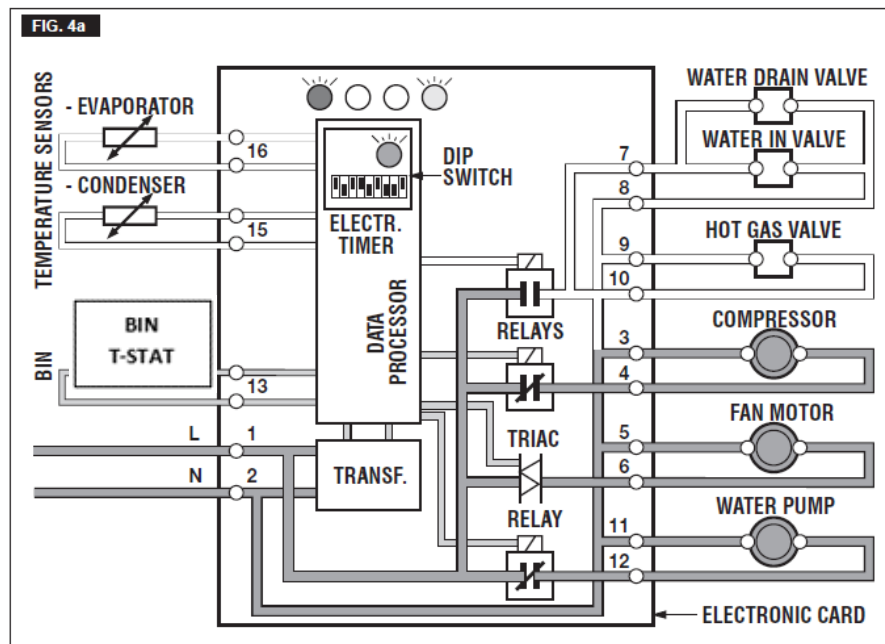 FIG. 4a
TEMPERATURE SENSORS
- EVAPORATOR
16
- CONDENSER
15
BIN
BIN
T-STAT
13
L
1
N
2
DIP
SWITCH
ELECTR.
TIMER
DATA
PROCESSOR
TRANSF.
RELAYS
TRIAC
RELAY
7
8
9
10
3
4
5
6
11
12
WATER DRAIN VALVE
WATER IN VALVE
HOT GAS VALVE
COMPRESSOR
FAN MOTOR
WATER PUMP
ELECTRONIC CARD